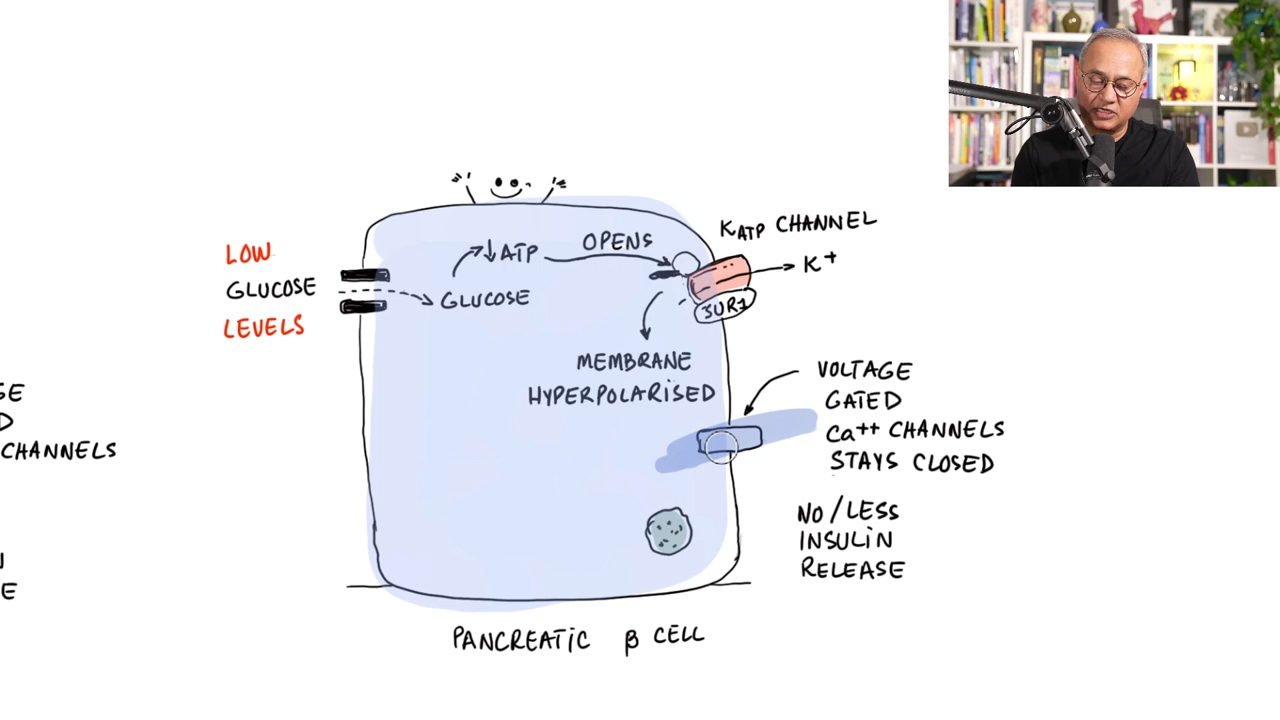 LOW
GLUCOSE
LEVELS
↓ATP
GLUCOSE
OPENS
KATP CHANNEL
K+
SUR1
MEMBRANE
HYPERPOLARISED
VOLTAGE
GATED
Ca++ CHANNELS
STAYS CLOSED
NO/LESS
INSULIN
RELEASE
CHANNELS
PANCREATIC β CELL